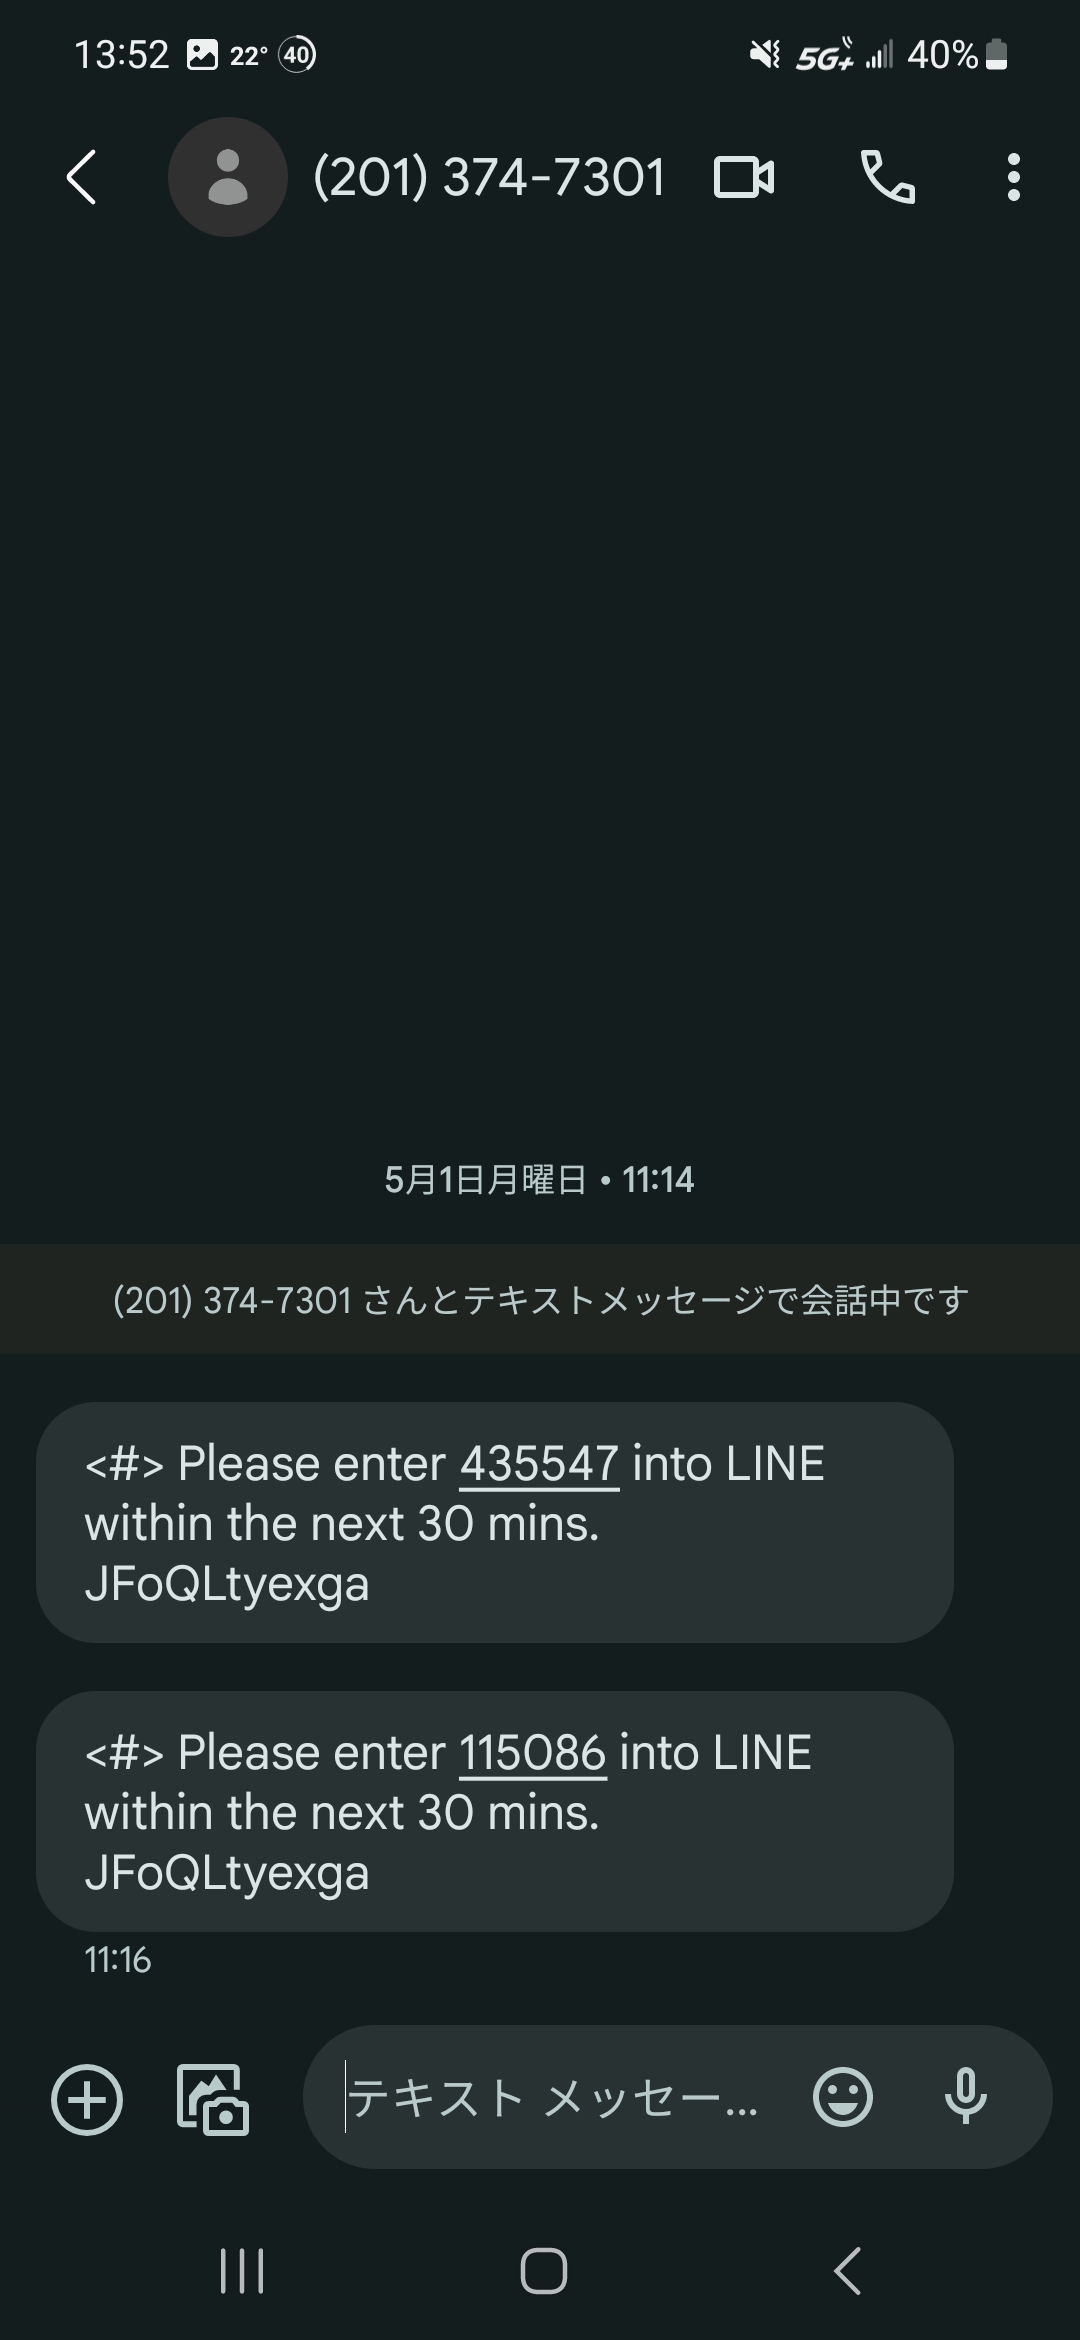 13:52 22° 40 5G+ 40%
(201) 374-7301
5月1日月曜日 • 11:14
(201) 374-7301 さんとテキストメッセージで会話中です
<#> Please enter 435547 into LINE
within the next 30 mins.
JFoQLtyexga
<#> Please enter 115086 into LINE
within the next 30 mins.
JFoQLtyexga
11:16
テキスト メッセー...